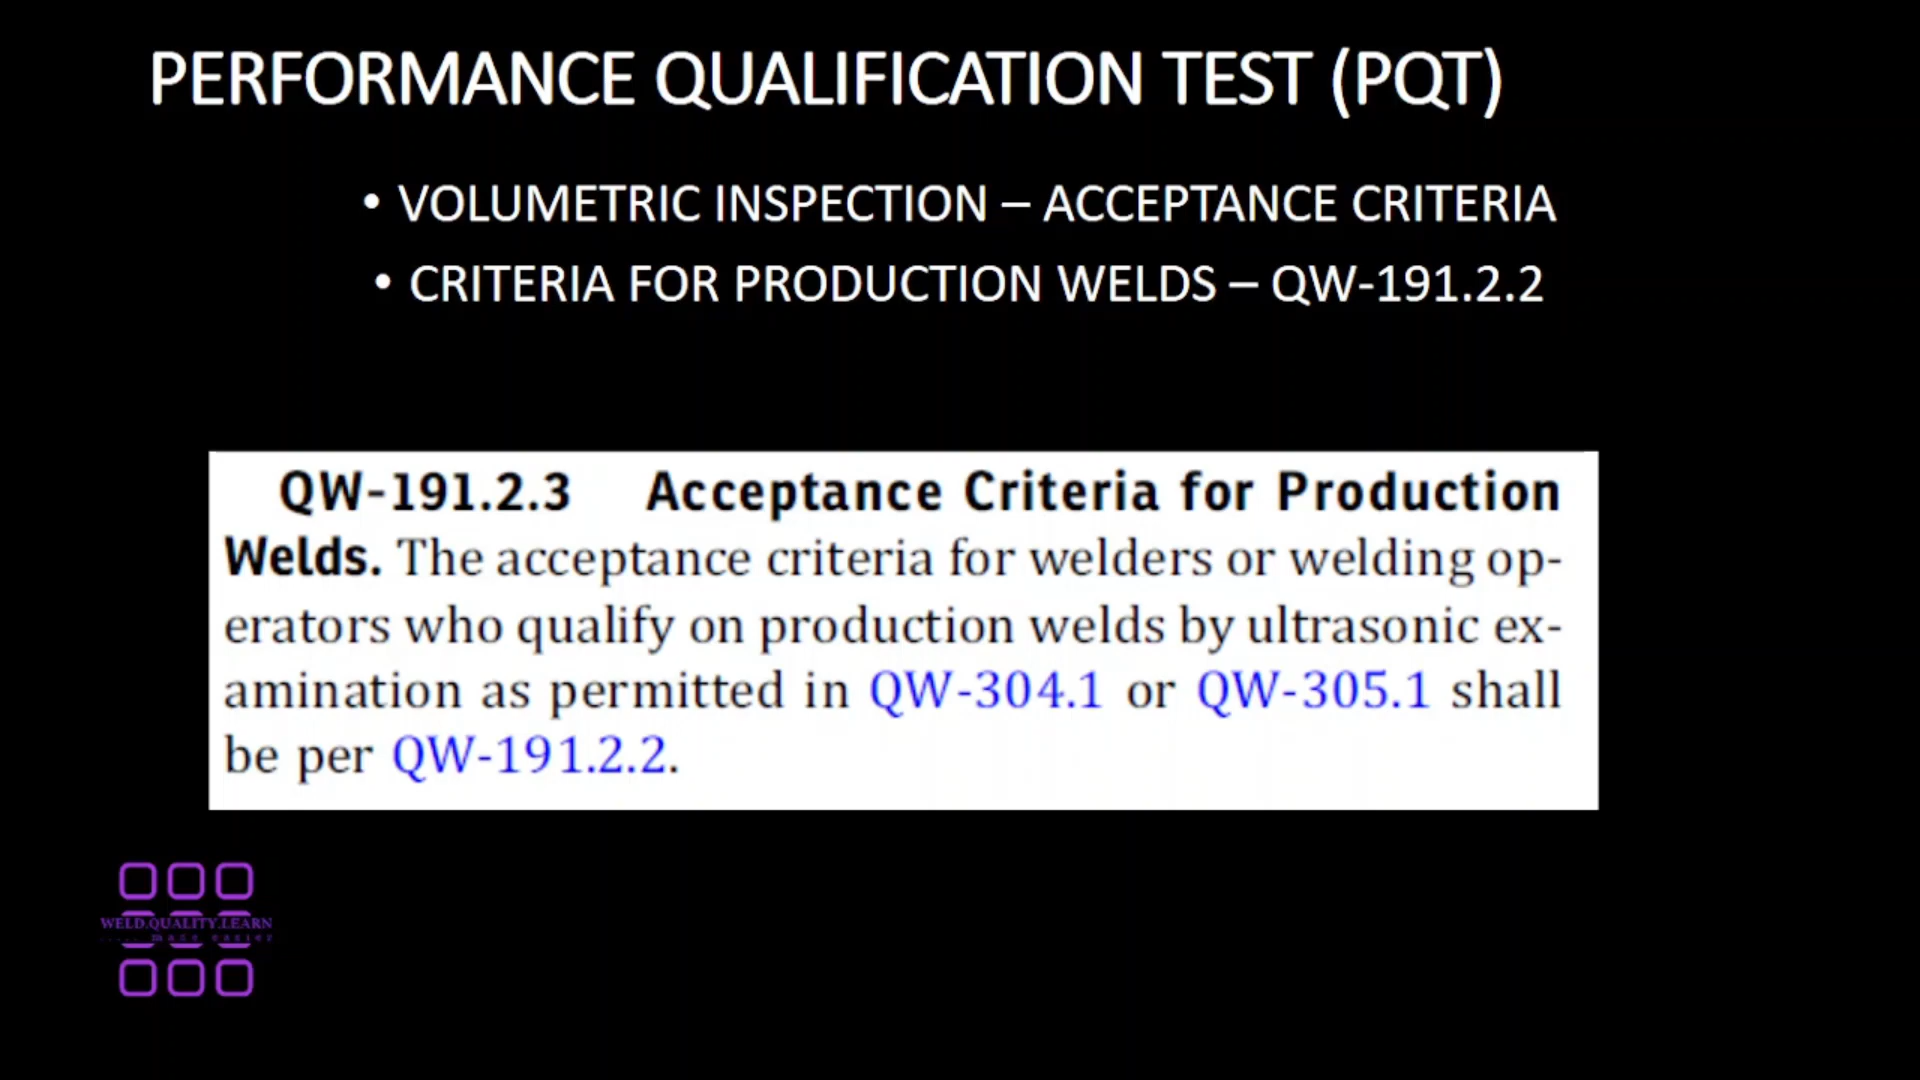 PERFORMANCE QUALIFICATION TEST (PQT)
• VOLUMETRIC INSPECTION – ACCEPTANCE CRITERIA
• CRITERIA FOR PRODUCTION WELDS – QW-191.2.2
QW-191.2.3 Acceptance Criteria for Production
Welds. The acceptance criteria for welders or welding op-
erators who qualify on production welds by ultrasonic ex-
amination as permitted in QW-304.1 or QW-305.1 shall
be per QW-191.2.2.
WELD.QUALITY.LEARN
..... made easier